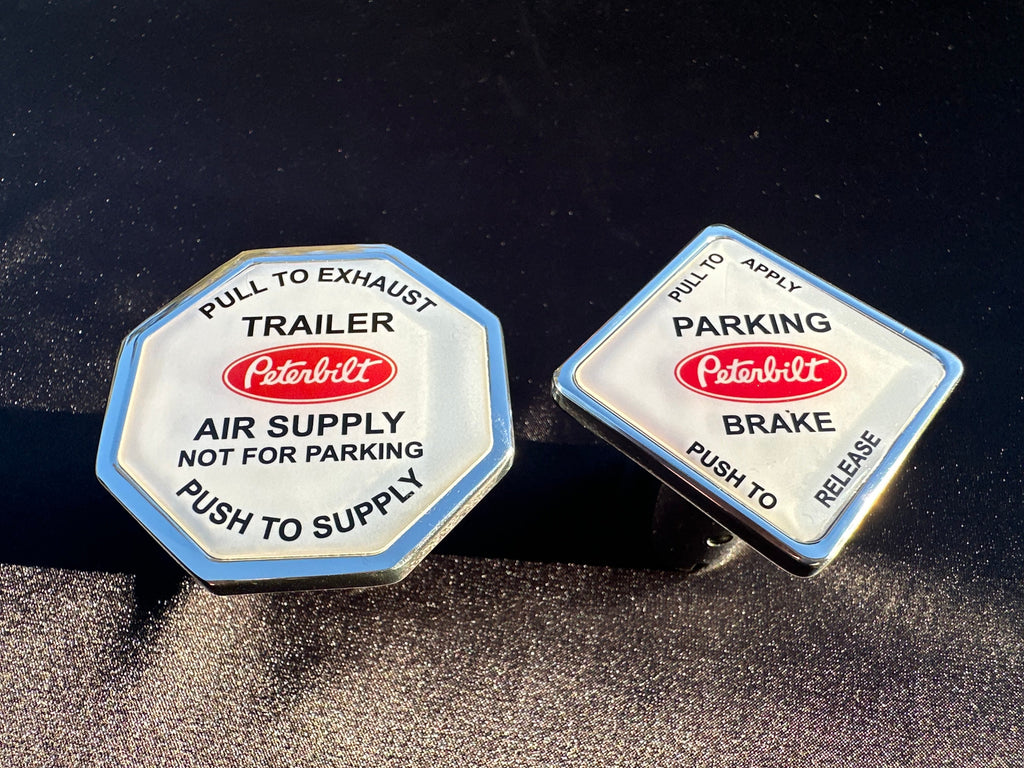 PULL TO EXHAUST
TRAILER
Peterbilt
AIR SUPPLY
NOT FOR PARKING
PUSH TO SUPPLY
PULL TO APPLY
PARKING
Peterbilt
BRAKE
PUSH TO RELEASE